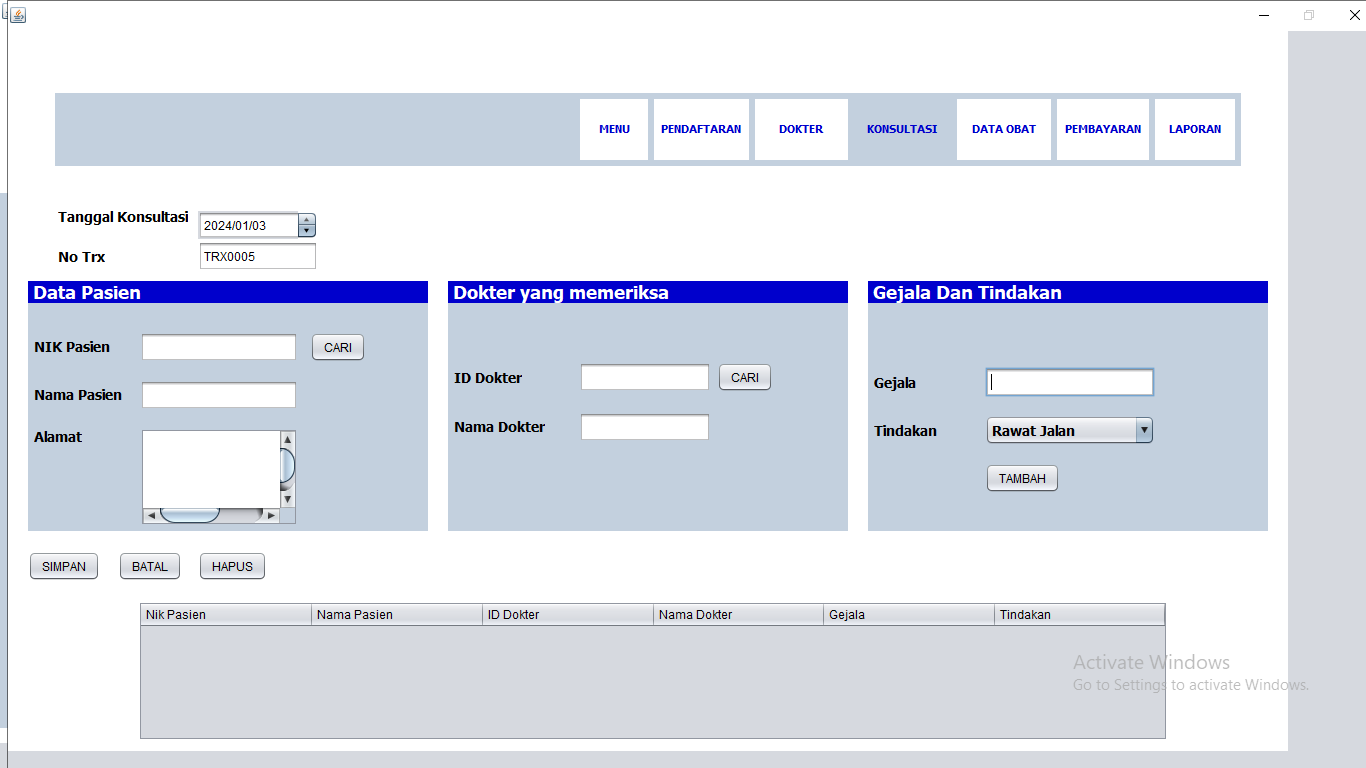 MENU PENDAFTARAN DOKTER KONSULTASI DATA OBAT PEMBAYARAN LAPORAN
Tanggal Konsultasi 2024/01/03
No Trx TRX0005
Data Pasien
NIK Pasien CARI
Nama Pasien
Alamat
Dokter yang memeriksa
ID Dokter CARI
Nama Dokter
Gejala Dan Tindakan
Gejala
Tindakan Rawat Jalan
TAMBAH
SIMPAN BATAL HAPUS
Nik Pasien Nama Pasien ID Dokter Nama Dokter Gejala Tindakan
Activate Windows
Go to Settings to activate Windows.